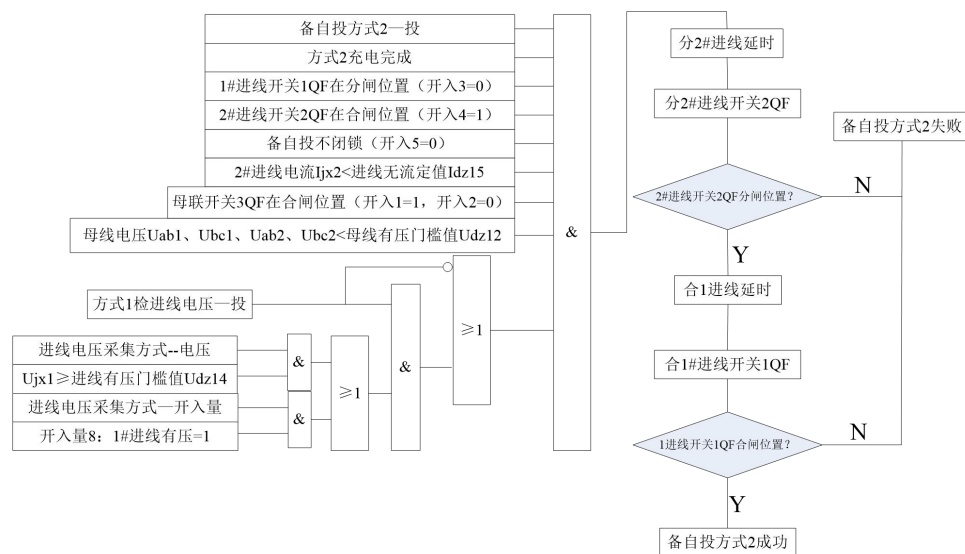 备自投方式2—投
方式2充电完成
1#进线开关1QF在分闸位置（开入3=0）
2#进线开关2QF在合闸位置（开入4=1）
备自投不闭锁（开入5=0）
2#进线电流Ijx2<进线无流定值Idz15
母联开关3QF在合闸位置（开入1=1，开入2=0）
母线电压Uab1、Ubc1、Uab2、Ubc2<母线有压门槛值Udz12
方式1检进线电压—投
进线电压采集方式--电压
Ujx1≥进线有压门槛值Udz14
进线电压采集方式—开入量
开入量8：1#进线有压=1
&
&
≥1
&
≥1
&
分2#进线延时
分2#进线开关2QF
2#进线开关2QF分闸位置？
N
备自投方式2失败
Y
合1进线延时
合1#进线开关1QF
1进线开关1QF合闸位置？
N
Y
备自投方式2成功